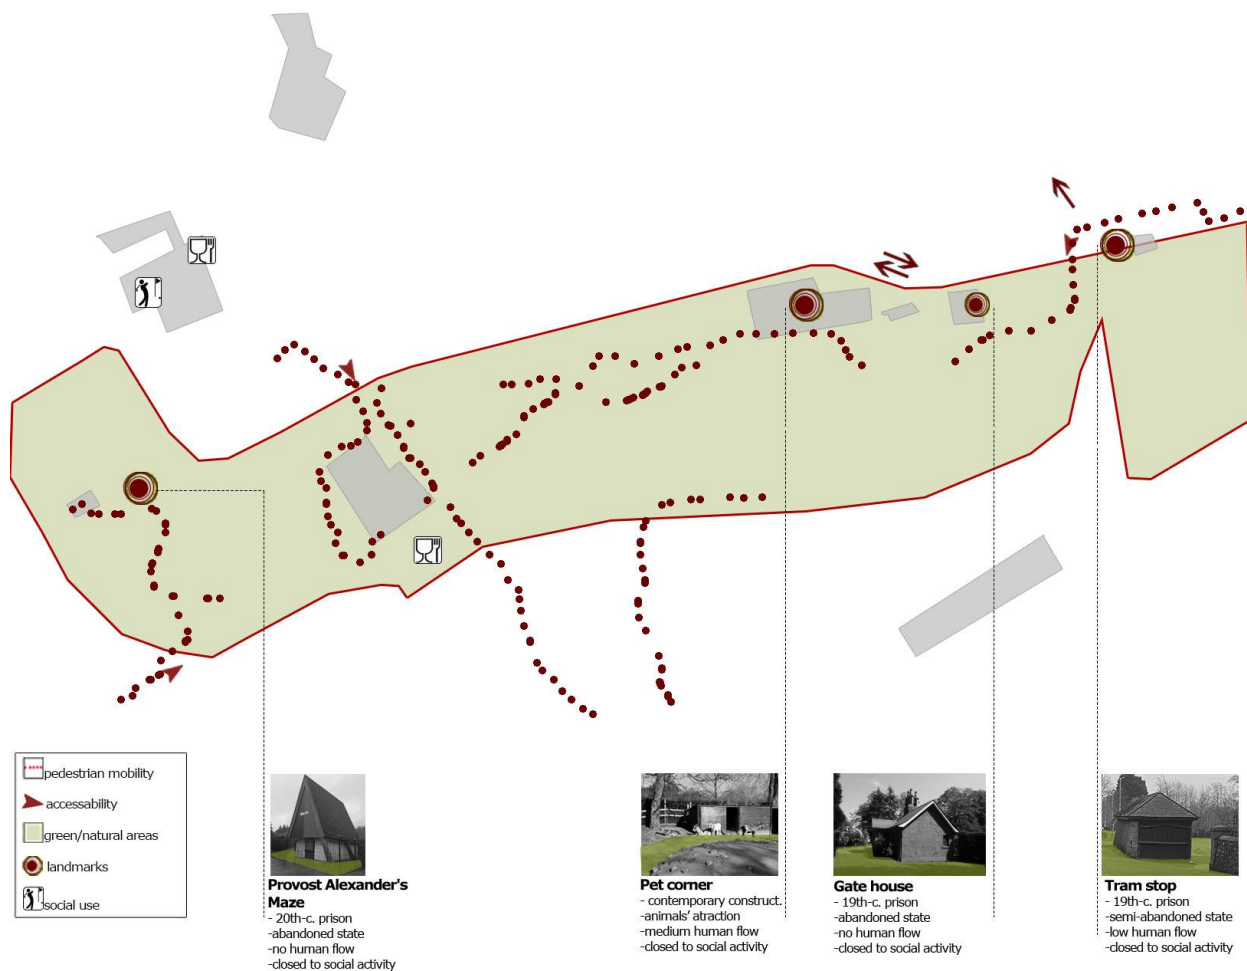 pedestrian mobility
accessability
green/natural areas
landmarks
social use
Provost Alexander's
Maze
- 20th-c. prison
-abandoned state
-no human flow
-closed to social activity
Pet corner
- contemporary construct.
-animals' atraction
-medium human flow
-closed to social activity
Gate house
- 19th-c. prison
-abandoned state
-no human flow
-closed to social activity
Tram stop
- 19th-c. prison
-semi-abandoned state
-low human flow
-closed to social activity